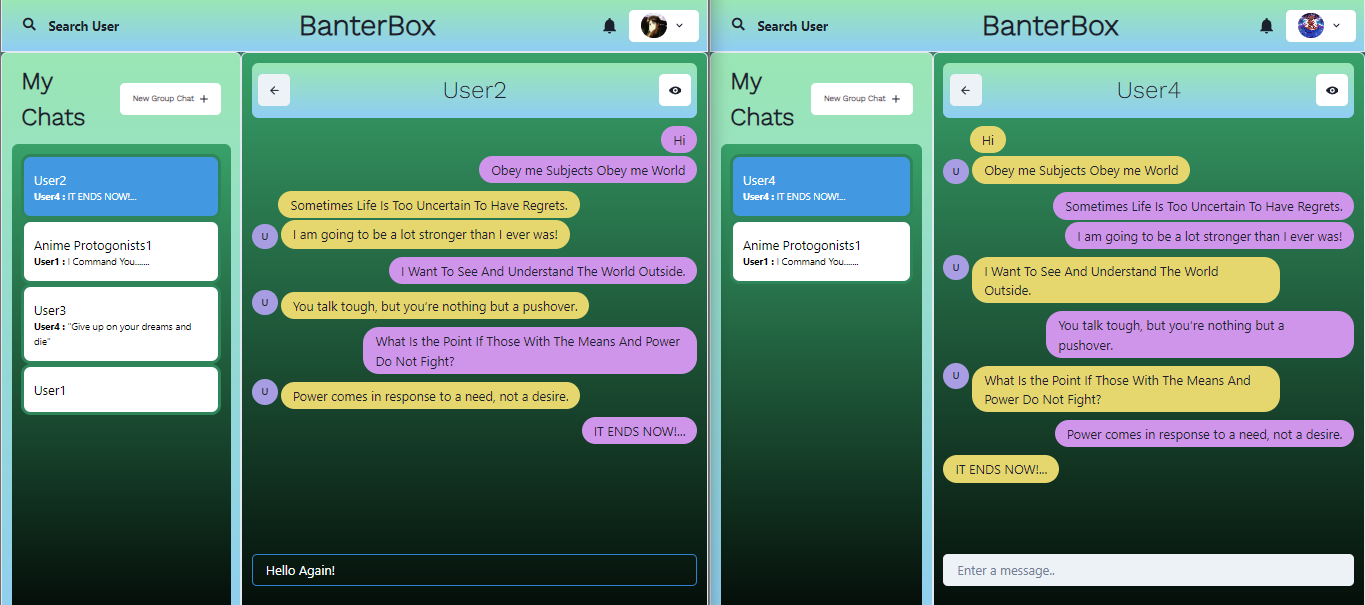 Search User
BanterBox
My
Chats
New Group Chat +
User2
User4 : IT ENDS NOW!...
Anime Protogonists1
User1 : I Command You.......
User3
User4 : "Give up on your dreams and
die"
User1
User2
Hi
Obey me Subjects Obey me World
Sometimes Life Is Too Uncertain To Have Regrets.
U
I am going to be a lot stronger than I ever was!
I Want To See And Understand The World Outside.
U
You talk tough, but you’re nothing but a pushover.
What Is the Point If Those With The Means And Power
Do Not Fight?
U
Power comes in response to a need, not a desire.
IT ENDS NOW!...
Hello Again!
Search User
BanterBox
My
Chats
New Group Chat +
User4
User4 : IT ENDS NOW!...
Anime Protogonists1
User1 : I Command You.......
User4
Hi
U
Obey me Subjects Obey me World
Sometimes Life Is Too Uncertain To Have Regrets.
I am going to be a lot stronger than I ever was!
U
I Want To See And Understand The World
Outside.
You talk tough, but you’re nothing but a
pushover.
U
What Is the Point If Those With The Means And
Power Do Not Fight?
Power comes in response to a need, not a desire.
IT ENDS NOW!...
Enter a message..